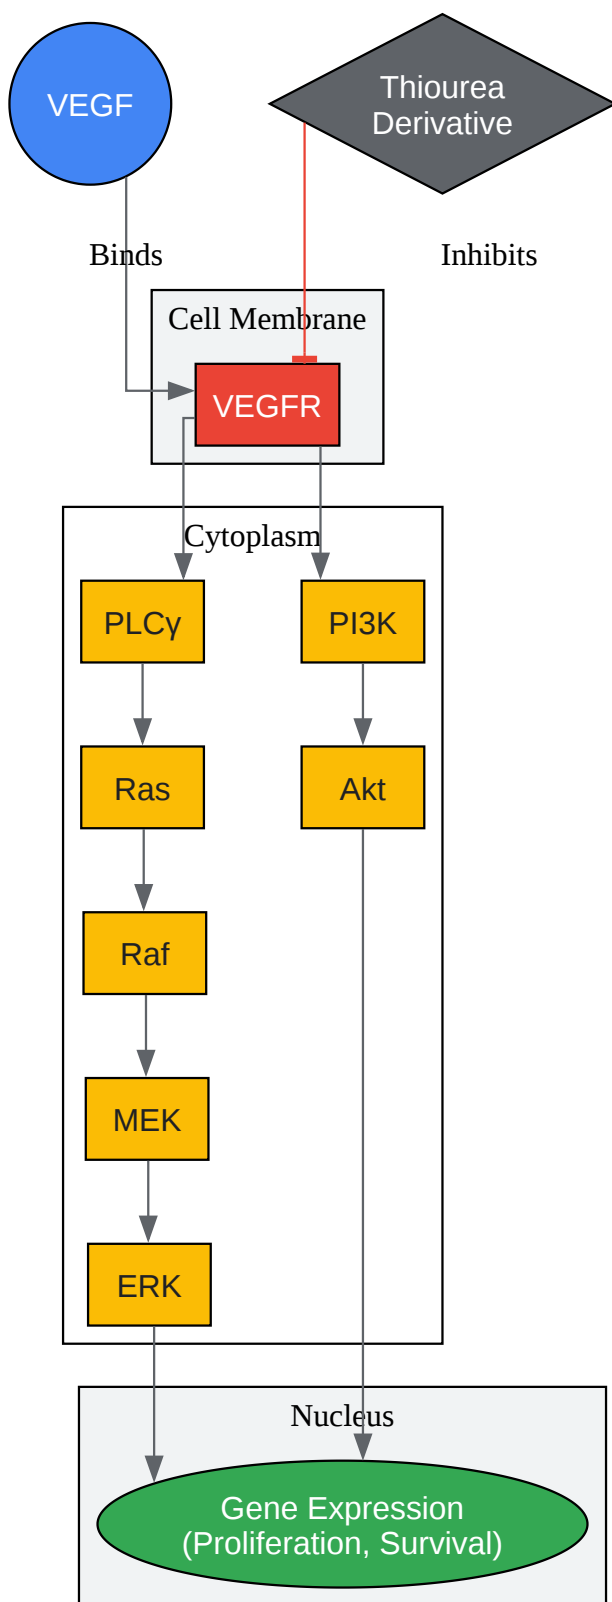 VEGF
Thiourea
Derivative
Binds
Inhibits
Cell Membrane
VEGFR
Cytoplasm
PLCγ
PI3K
Ras
Akt
Raf
MEK
ERK
Nucleus
Gene Expression
(Proliferation, Survival)